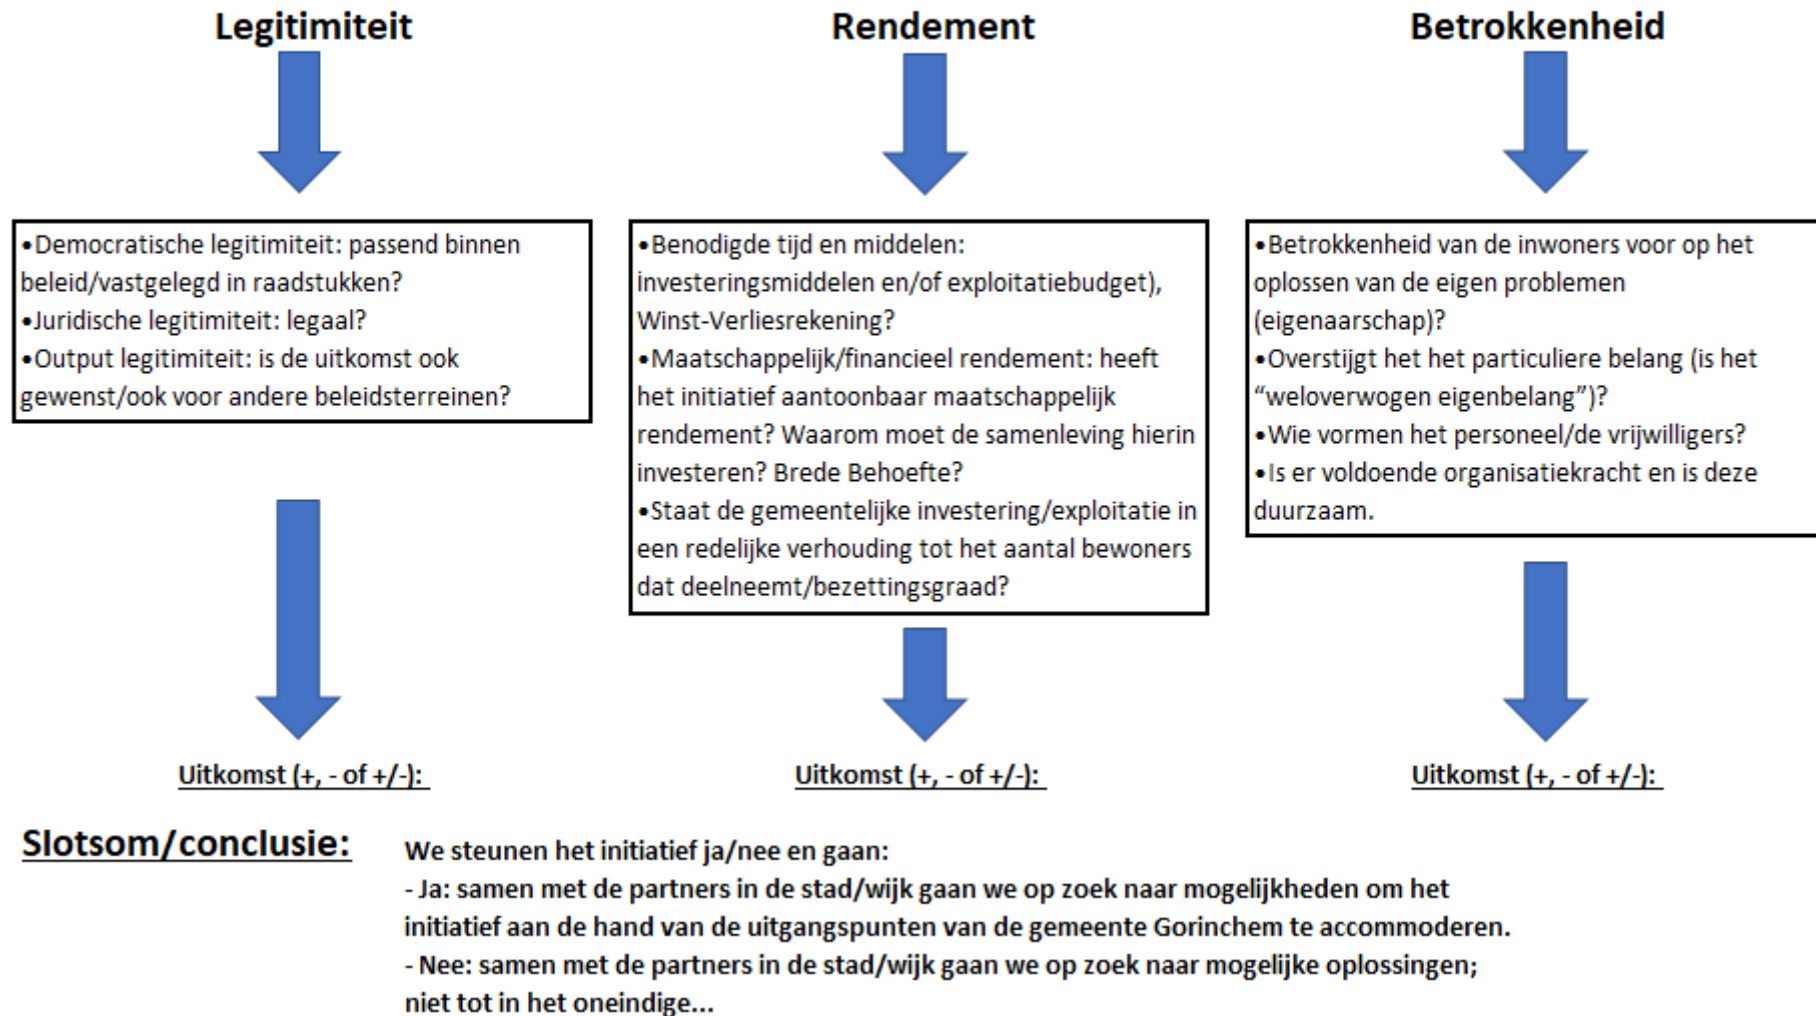 Legitimiteit
•Democratische legitimiteit: passend binnen
beleid/vastgelegd in raadstukken?
•Juridische legitimiteit: legaal?
•Output legitimiteit: is de uitkomst ook
gewenst/ook voor andere beleidsterreinen?
Uitkomst (+, - of +/-):
Rendement
•Benodigde tijd en middelen:
investeringsmiddelen en/of exploitatiebudget),
Winst-Verliesrekening?
•Maatschappelijk/financieel rendement: heeft
het initiatief aantoonbaar maatschappelijk
rendement? Waarom moet de samenleving hierin
investeren? Brede Behoefte?
•Staat de gemeentelijke investering/exploitatie in
een redelijke verhouding tot het aantal bewoners
dat deelneemt/bezettingsgraad?
Uitkomst (+, - of +/-):
Betrokkenheid
•Betrokkenheid van de inwoners voor op het
oplossen van de eigen problemen
(eigenaarschap)?
•Overstijgt het het particuliere belang (is het
“weloverwogen eigenbelang”)?
•Wie vormen het personeel/de vrijwilligers?
•Is er voldoende organisatiekracht en is deze
duurzaam.
Uitkomst (+, - of +/-):
Slotsom/conclusie:
We steunen het initiatief ja/nee en gaan:
- Ja: samen met de partners in de stad/wijk gaan we op zoek naar mogelijkheden om het
initiatief aan de hand van de uitgangspunten van de gemeente Gorinchem te accommoderen.
- Nee: samen met de partners in de stad/wijk gaan we op zoek naar mogelijke oplossingen;
niet tot in het oneindige...